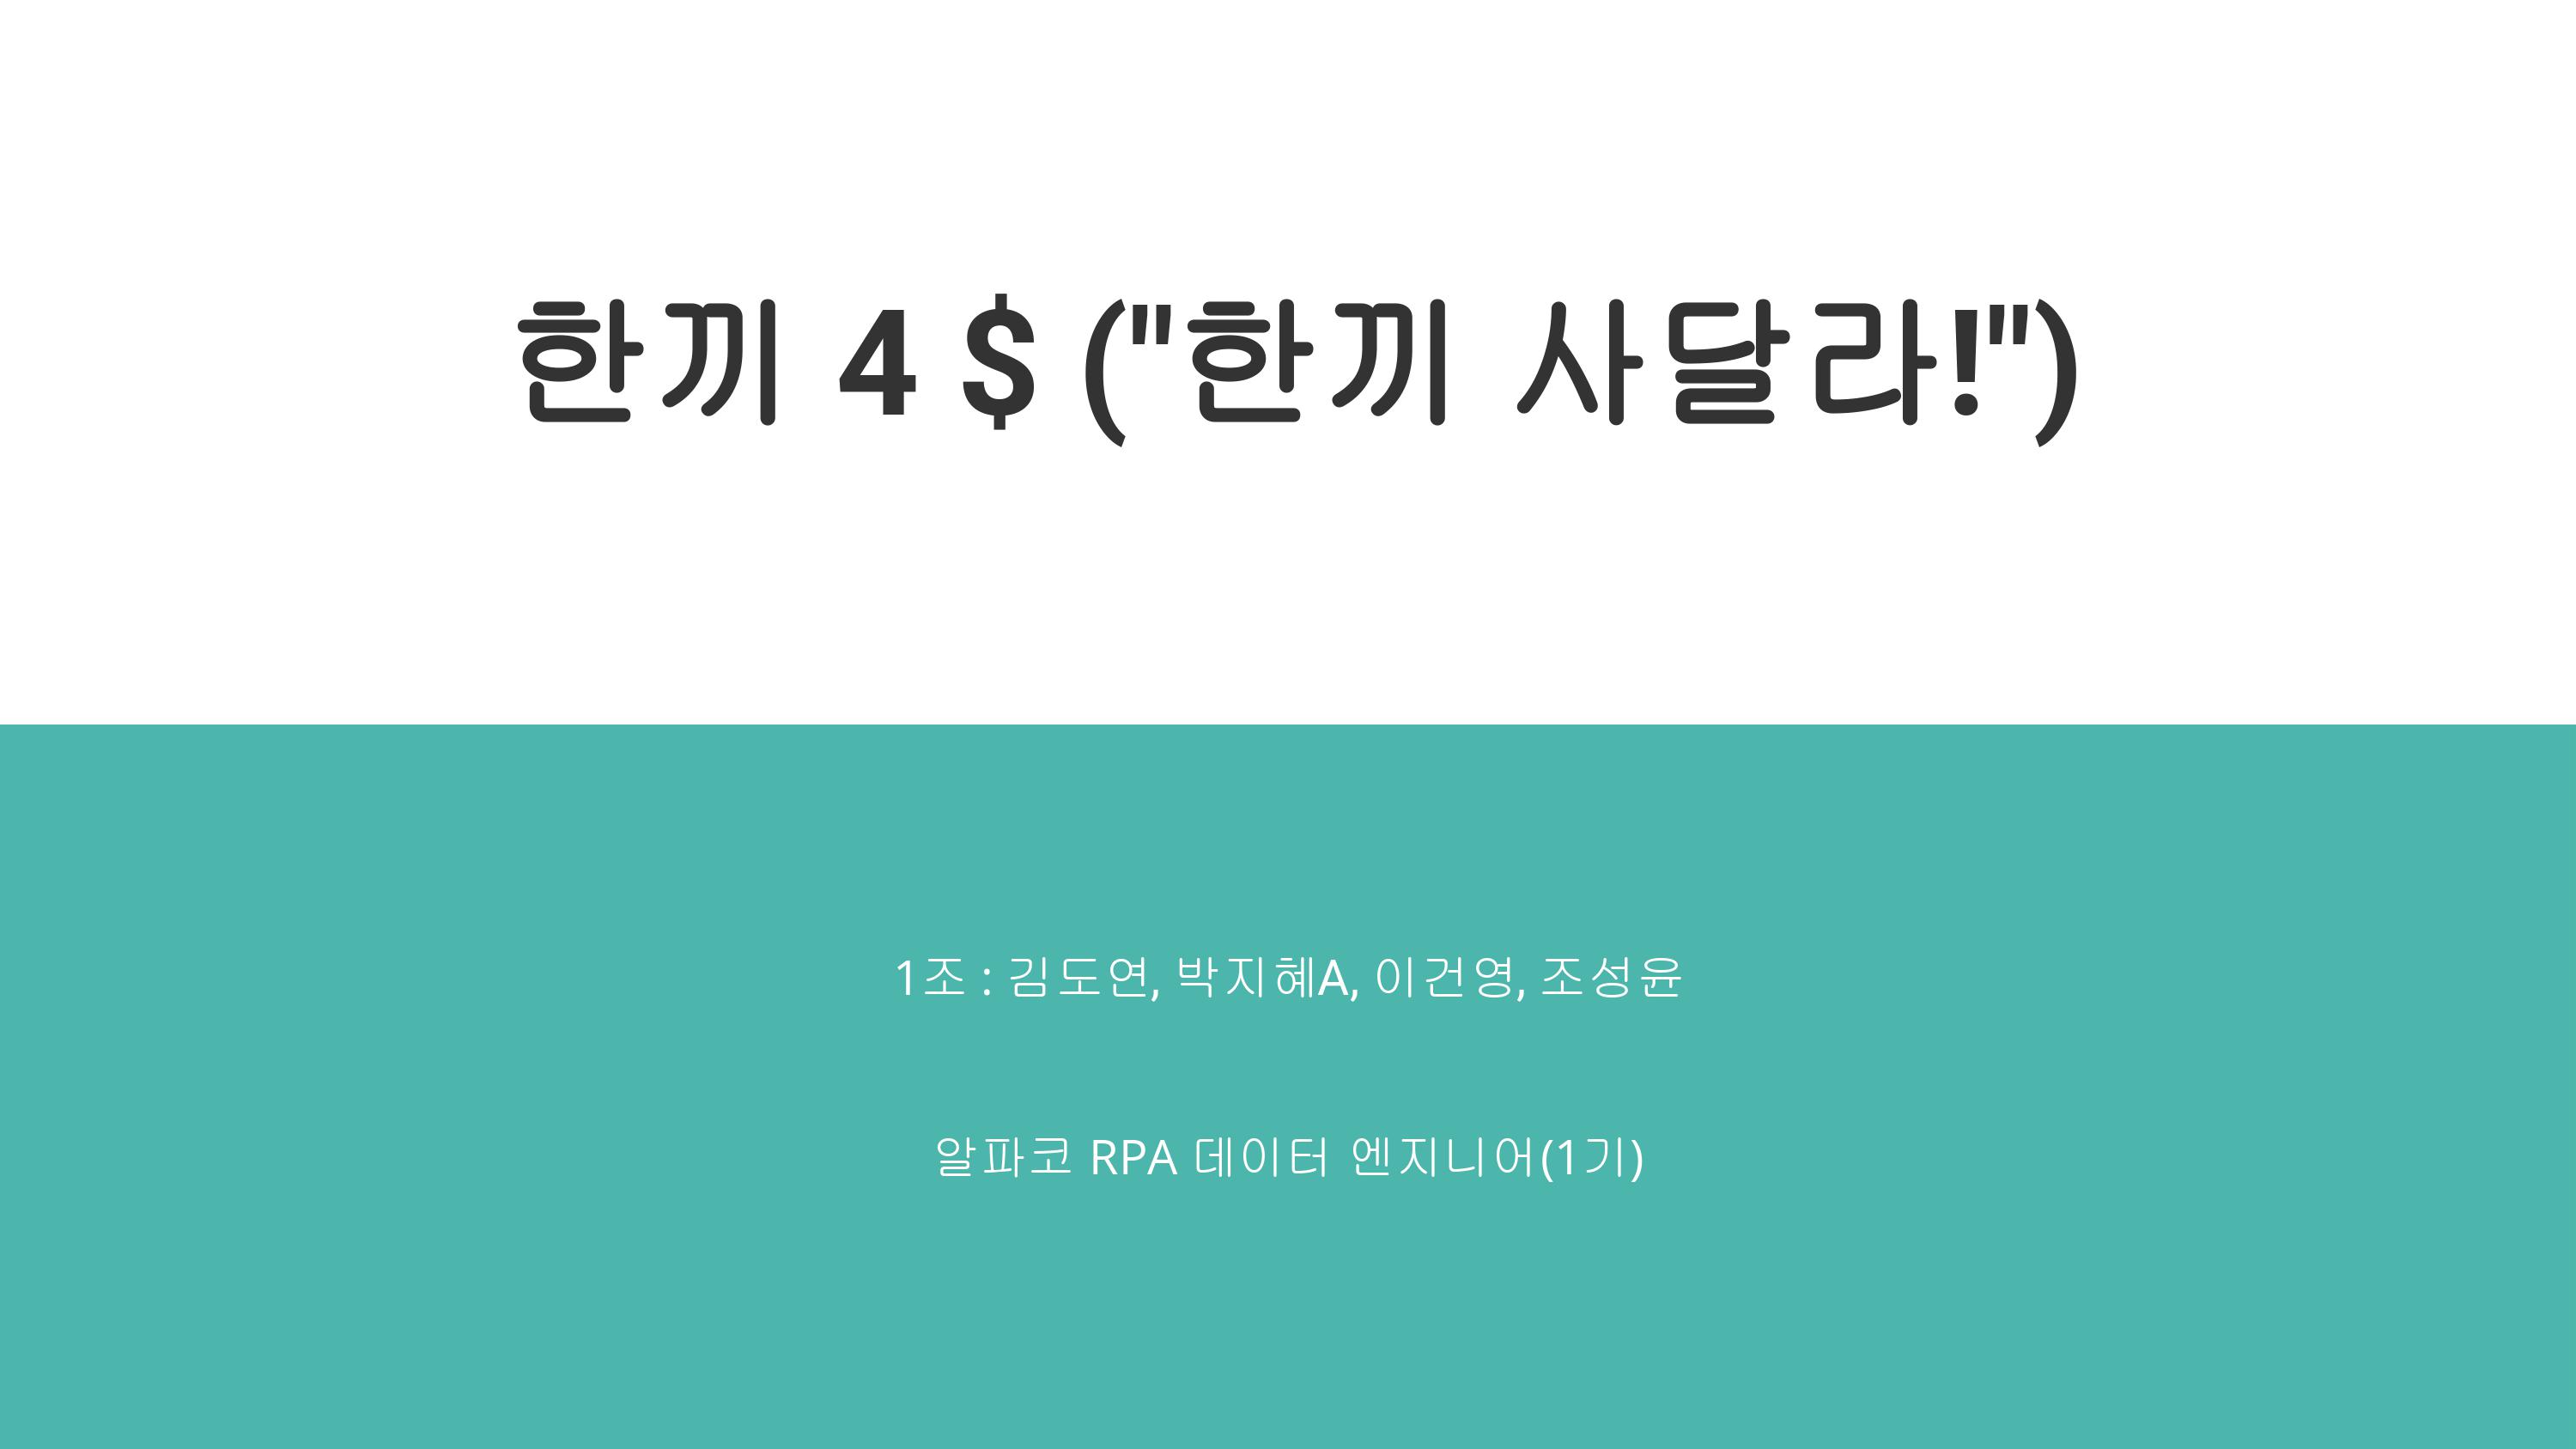 한끼 4 $ ("한끼 사달라!")
1조 : 김도연, 박지혜A, 이건영, 조성윤
알파코 RPA 데이터 엔지니어(1기)